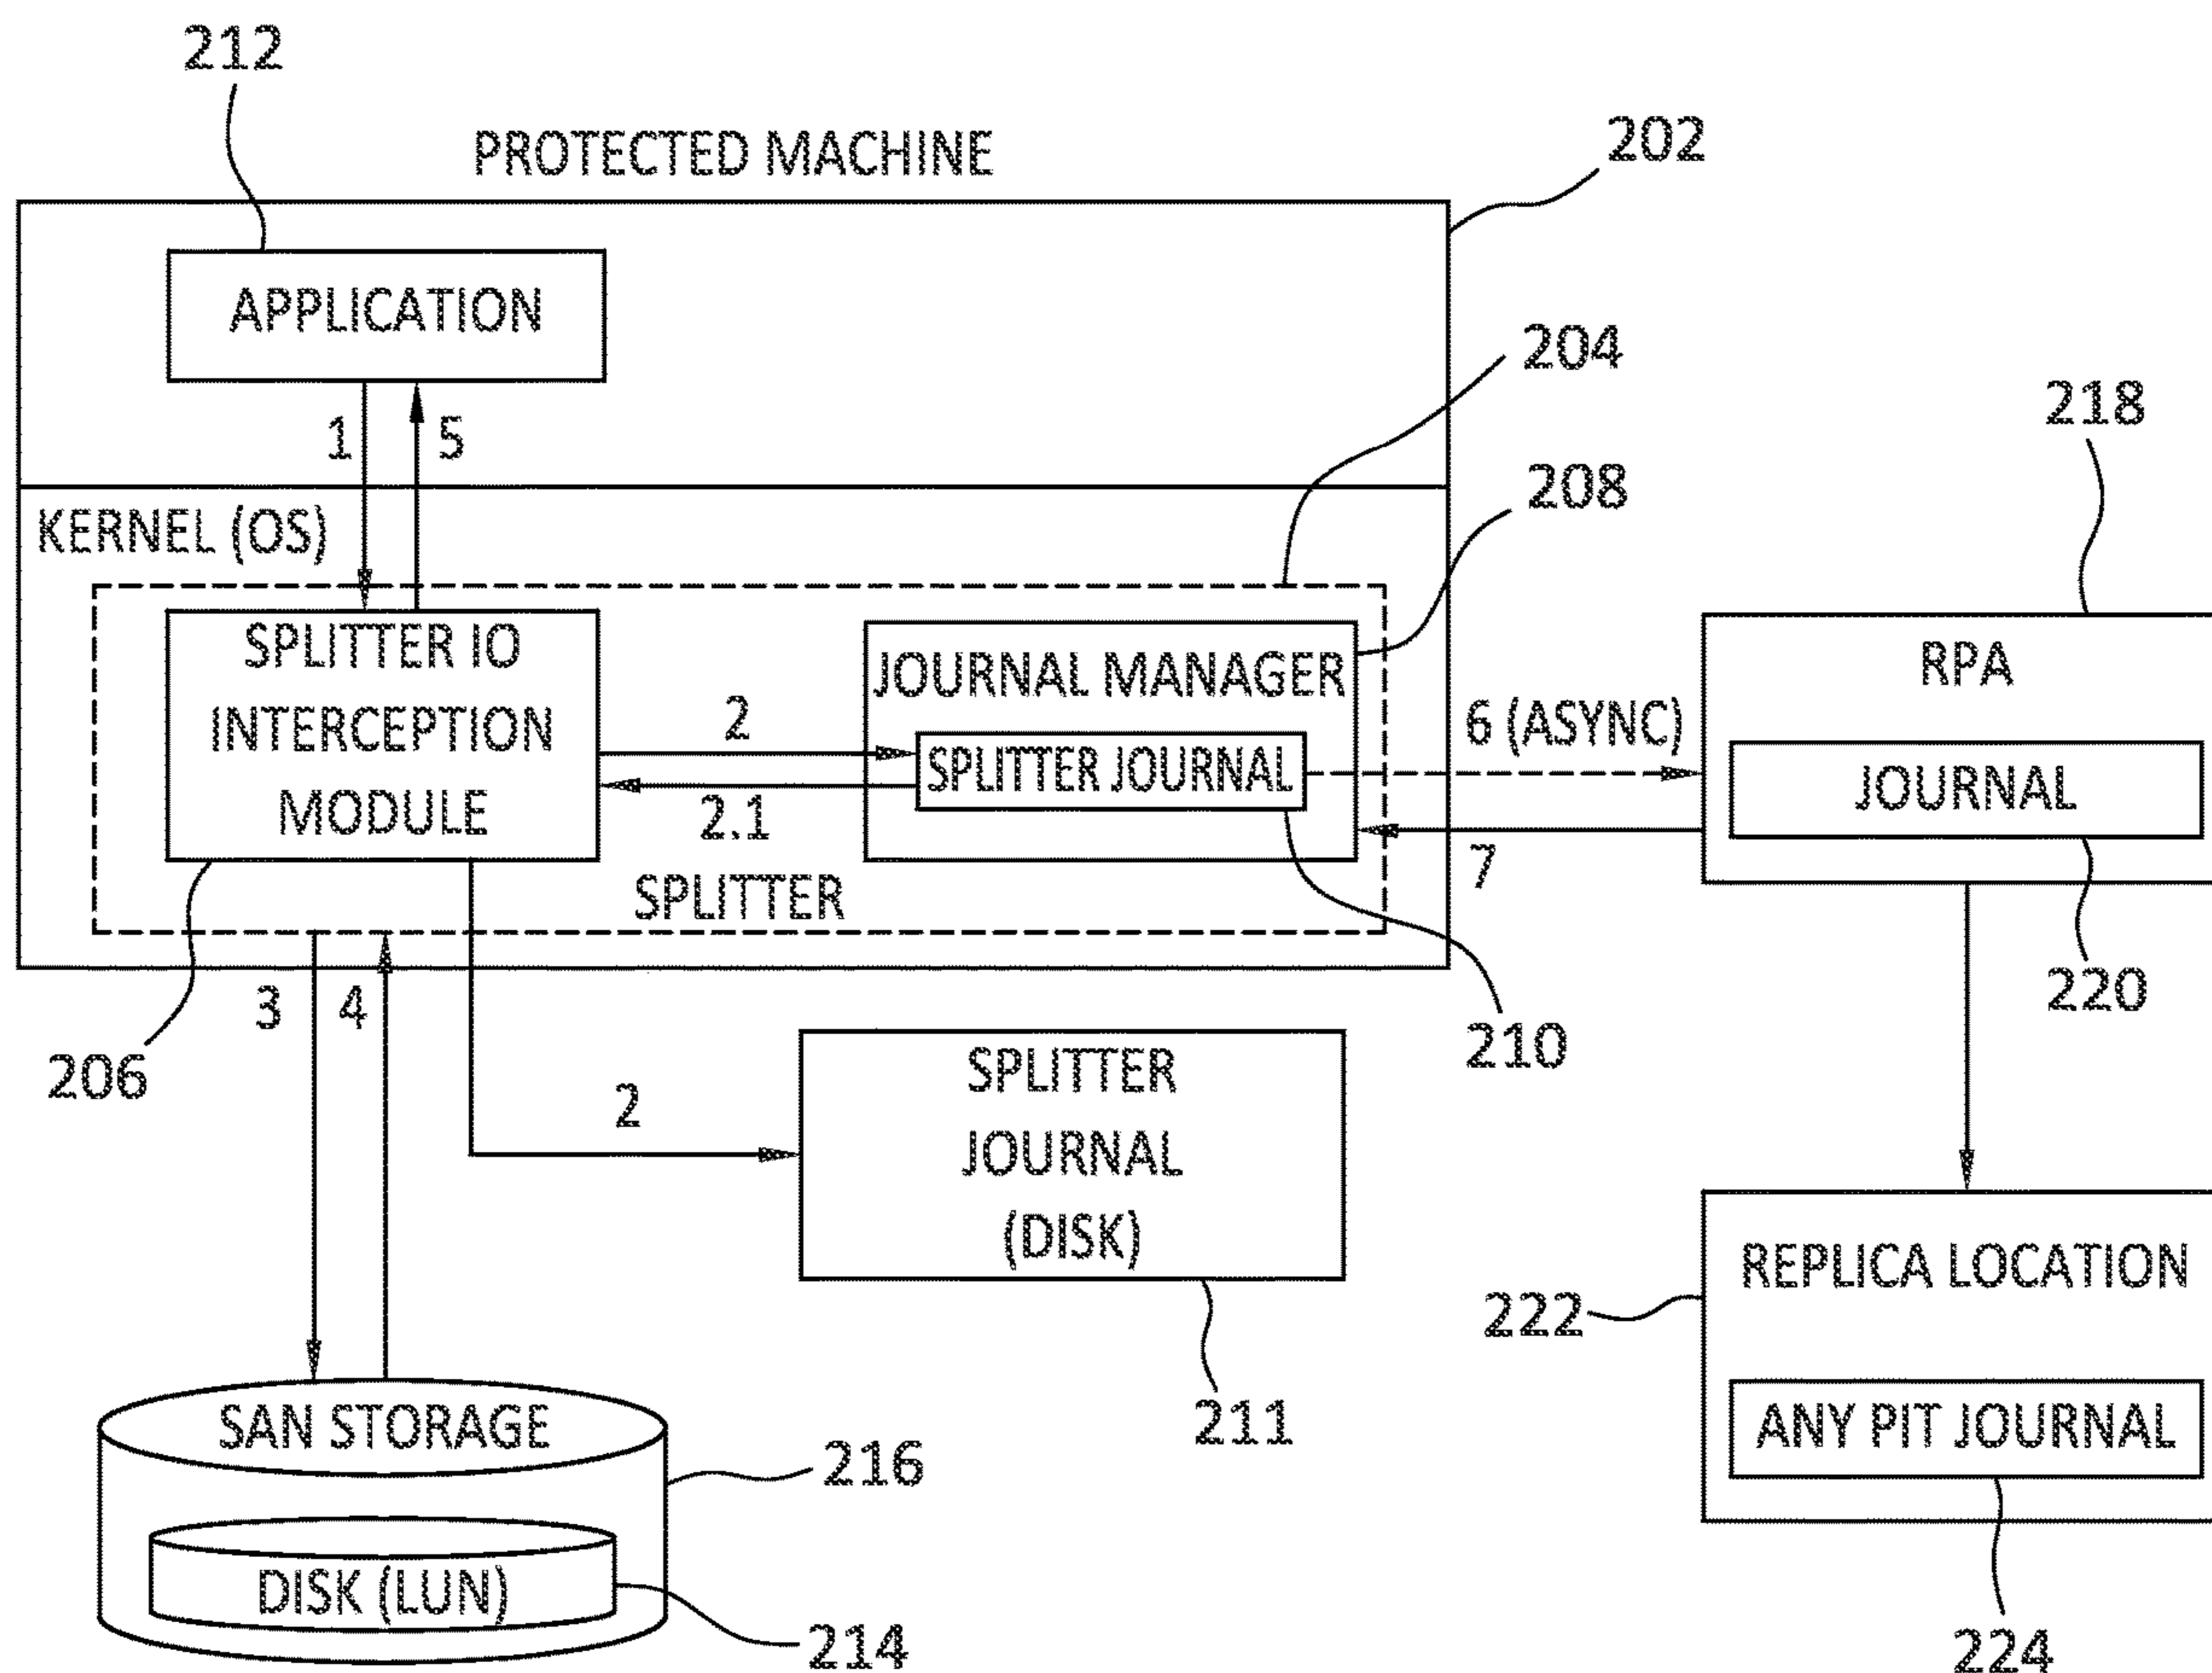 212
PROTECTED MACHINE
202
APPLICATION
204
218
1
5
208
KERNEL (OS)
SPLITTER IO
INTERCEPTION
MODULE
JOURNAL MANAGER
2
SPLITTER JOURNAL
2.1
6 (ASYNC)
RPA
JOURNAL
7
SPLITTER
220
3
4
210
206
SPLITTER
JOURNAL
(DISK)
2
REPLICA LOCATION
222
ANY PIT JOURNAL
211
SAN STORAGE
216
DISK (LUN)
214
224